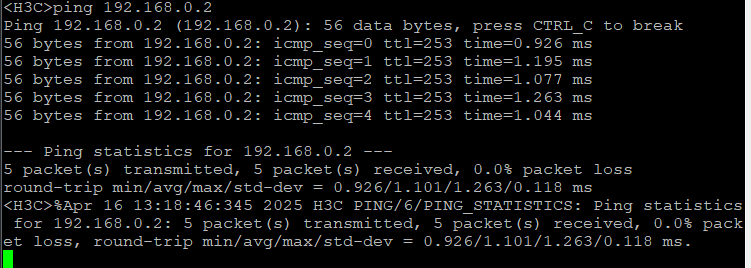 <H3C>ping 192.168.0.2
Ping 192.168.0.2 (192.168.0.2): 56 data bytes, press CTRL_C to break
56 bytes from 192.168.0.2: icmp_seq=0 ttl=253 time=0.926 ms
56 bytes from 192.168.0.2: icmp_seq=1 ttl=253 time=1.195 ms
56 bytes from 192.168.0.2: icmp_seq=2 ttl=253 time=1.077 ms
56 bytes from 192.168.0.2: icmp_seq=3 ttl=253 time=1.263 ms
56 bytes from 192.168.0.2: icmp_seq=4 ttl=253 time=1.044 ms

--- Ping statistics for 192.168.0.2 ---
5 packet(s) transmitted, 5 packet(s) received, 0.0% packet loss
round-trip min/avg/max/std-dev = 0.926/1.101/1.263/0.118 ms
<H3C>%Apr 16 13:18:46:345 2025 H3C PING/6/PING_STATISTICS: Ping statistics
 for 192.168.0.2: 5 packet(s) transmitted, 5 packet(s) received, 0.0% pack
et loss, round-trip min/avg/max/std-dev = 0.926/1.101/1.263/0.118 ms.